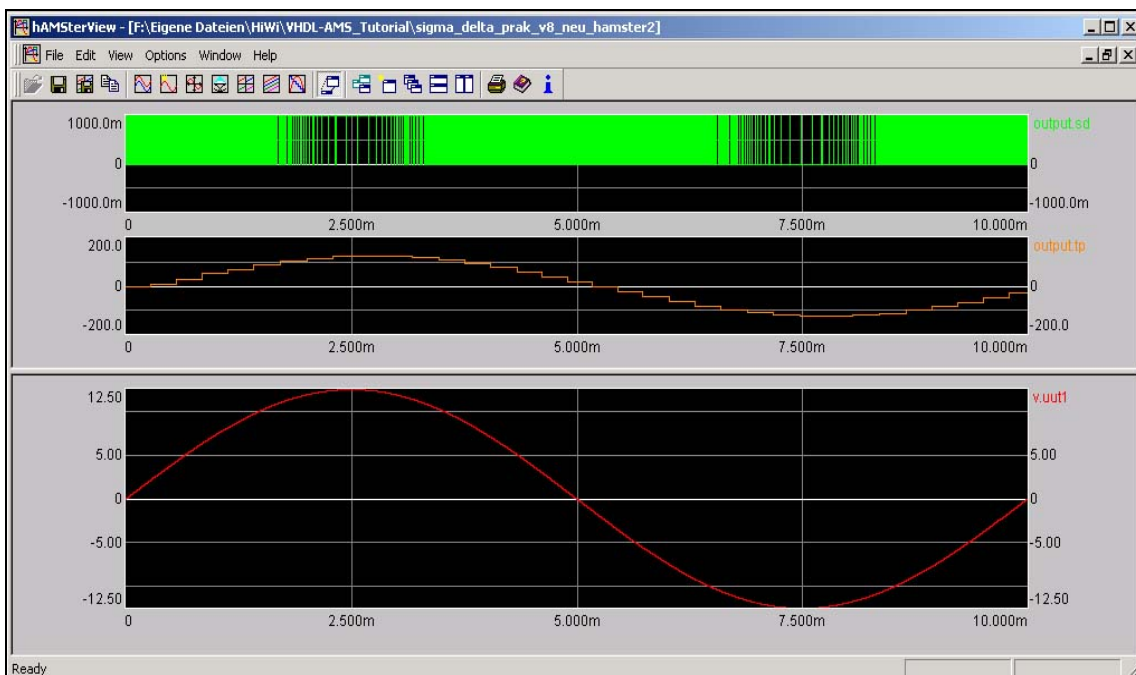 hAMSterView - [F:\Eigene Dateien\HiWi\VHDL-AMS_Tutorial\sigma_delta_prak_v8_neu_hamster2]
File Edit View Options Window Help
1000.0m
output.sd
0
0
-1000.0m
-1000.0m
0 2.500m 5.000m 7.500m 10.000m
200.0
output.tp
0
0
-200.0
-200.0
0 2.500m 5.000m 7.500m 10.000m
12.50
v.uut1
5.00
5.00
0
0
-5.00
-5.00
-12.50
-12.50
0 2.500m 5.000m 7.500m 10.000m
Ready